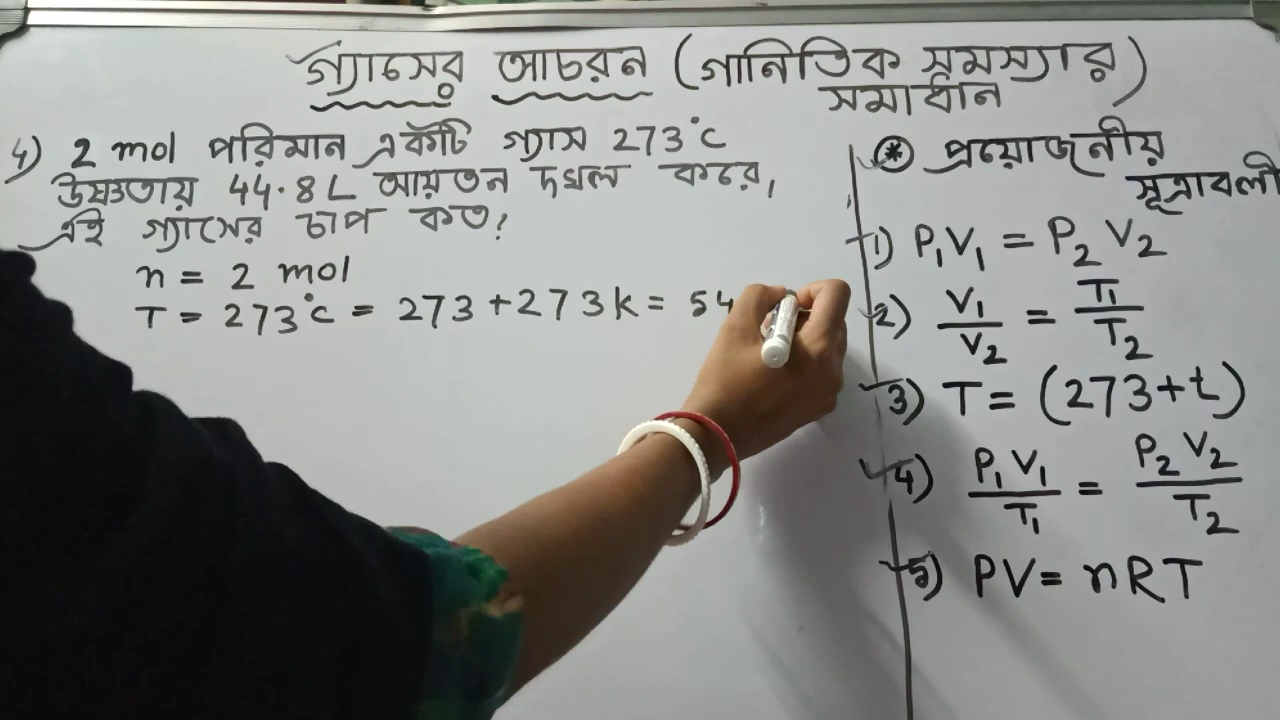 গ্যাসের আচরন (গানিতিক সমস্যার
সমাধান)
4) 2 mol পরিমান একটি গ্যাস 273°C
উষ্ণতায় 44.8L আয়তন দখল করে,
এই গ্যাসের চাপ কত?
n = 2 mol
T = 273°C = 273+273k = 54
* প্রয়োজনীয়
সূত্রাবলী
1) P₁V₁ = P₂V₂
2) V₁/V₂ = T₁/T₂
3) T = (273+t)
4) P₁V₁/T₁ = P₂V₂/T₂
5) PV = nRT